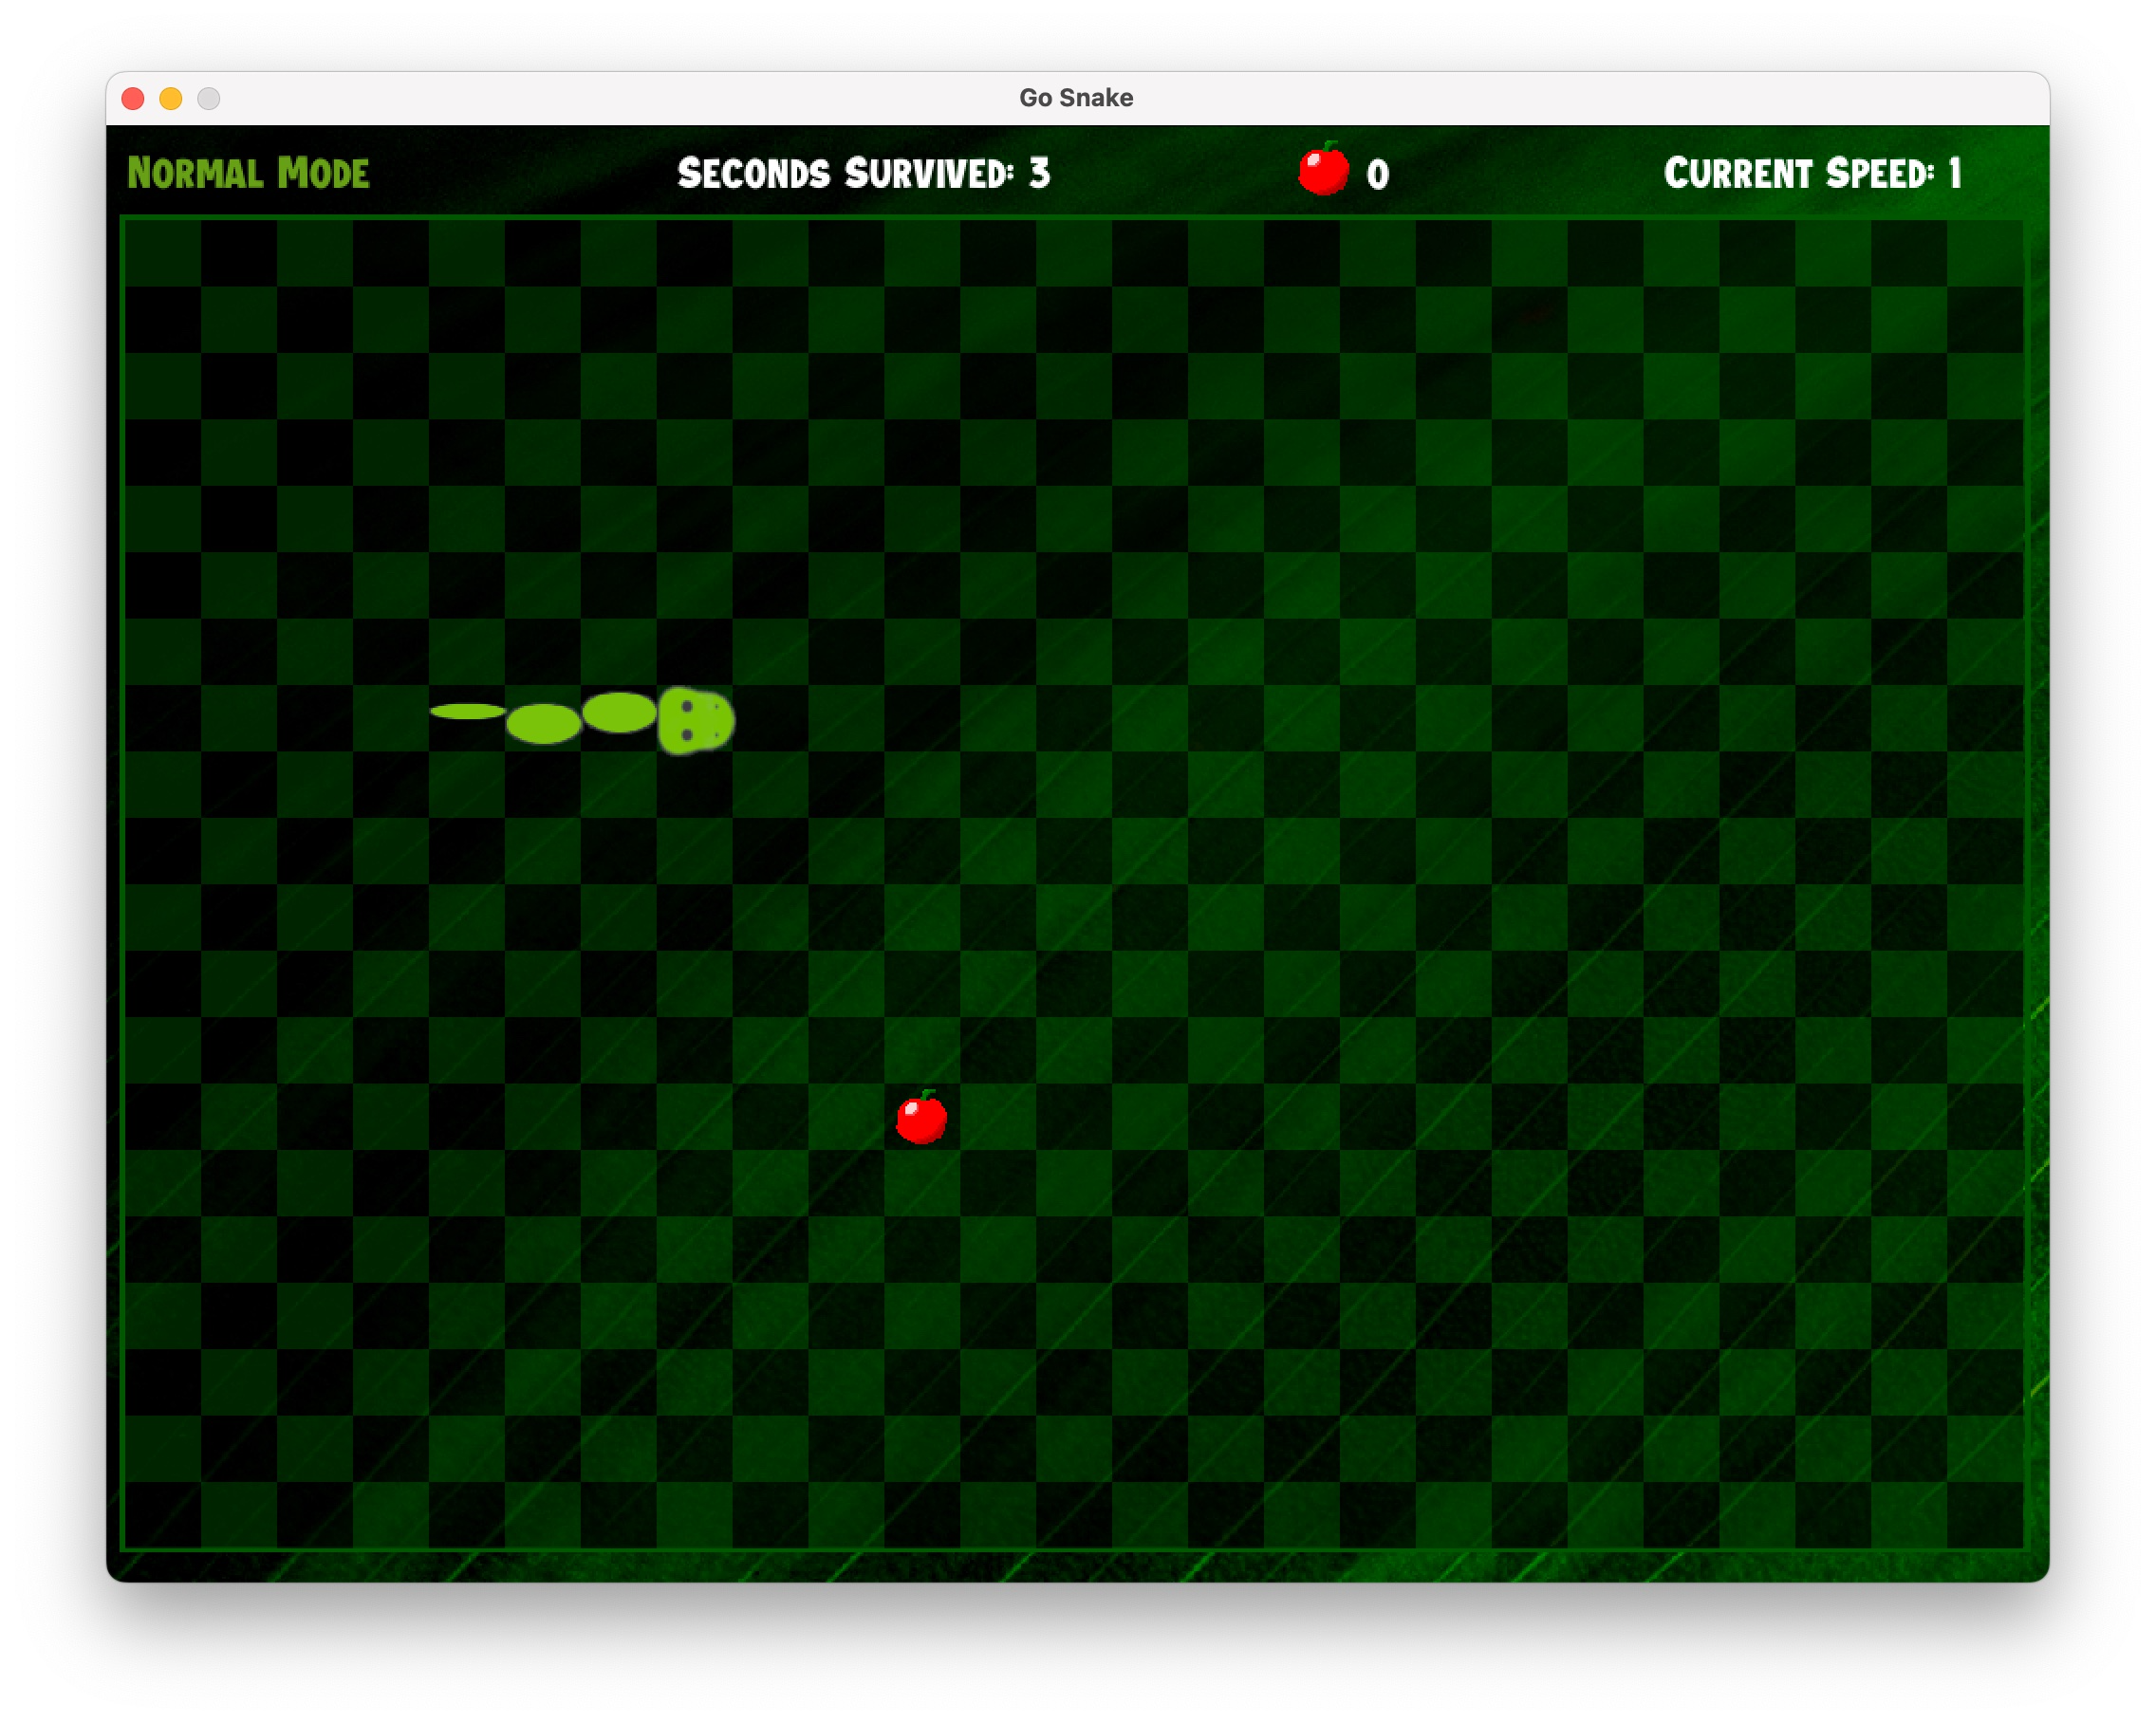 Go Snake
Normal Mode
Seconds Survived: 3
0
Current Speed: 1